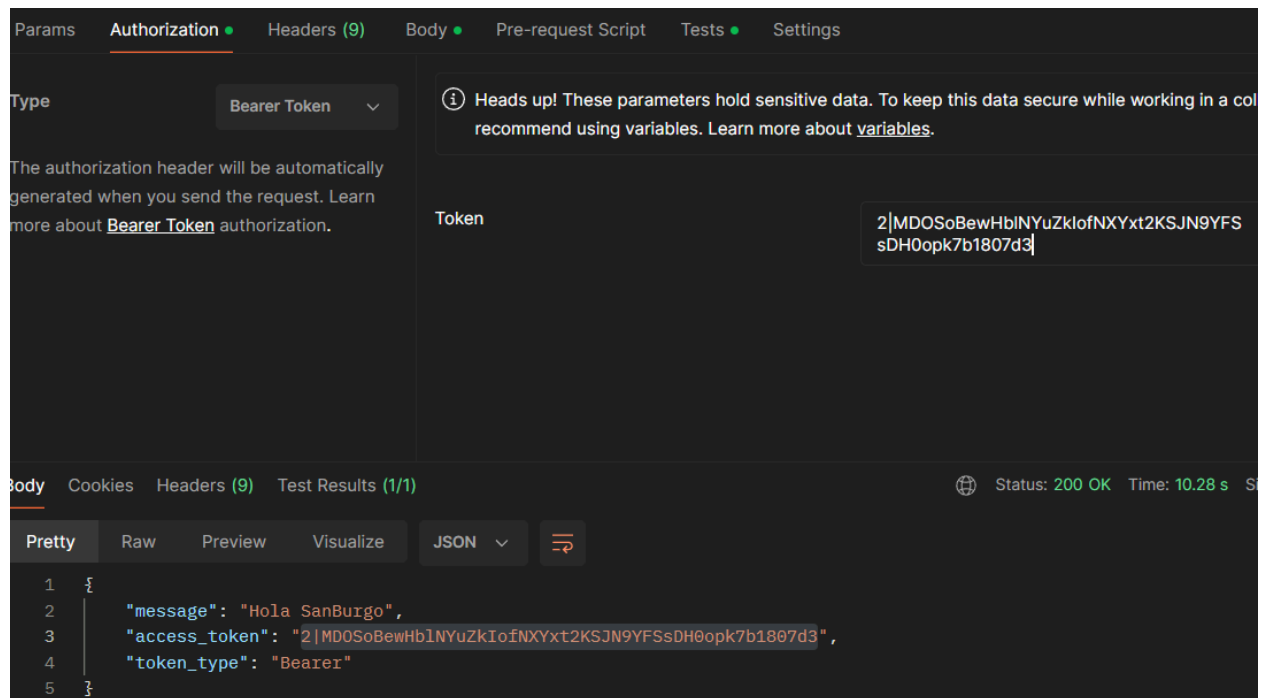 Params Authorization Headers (9) Body Pre-request Script Tests Settings
Type
Bearer Token
The authorization header will be automatically
generated when you send the request. Learn
more about Bearer Token authorization.
Heads up! These parameters hold sensitive data. To keep this data secure while working in a col
recommend using variables. Learn more about variables.
Token
2|MDOSoBewHblNYuZkIofNXYxt2KSJN9YFS
sDH0opk7b1807d3
Body Cookies Headers (9) Test Results (1/1)
Status: 200 OK Time: 10.28 s Si
Pretty Raw Preview Visualize JSON
1 {
2 "message": "Hola SanBurgo",
3 "access_token": "2|MDOSoBewHblNYuZkIofNXYxt2KSJN9YFSsDH0opk7b1807d3",
4 "token_type": "Bearer"
5 }